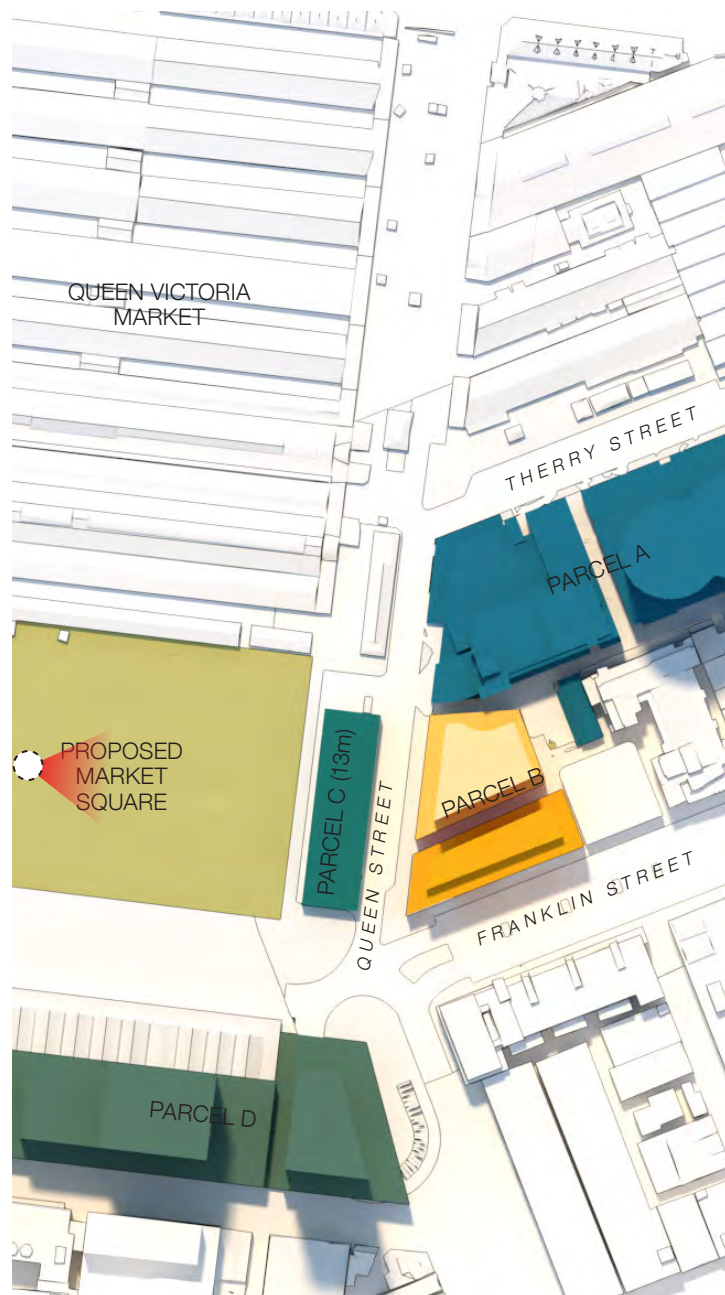 QUEEN VICTORIA
MARKET
THERRY STREET
PARCEL A
PROPOSED
MARKET
SQUARE
PARCEL C (13m)
QUEEN STREET
PARCEL B
FRANKLIN STREET
PARCEL D